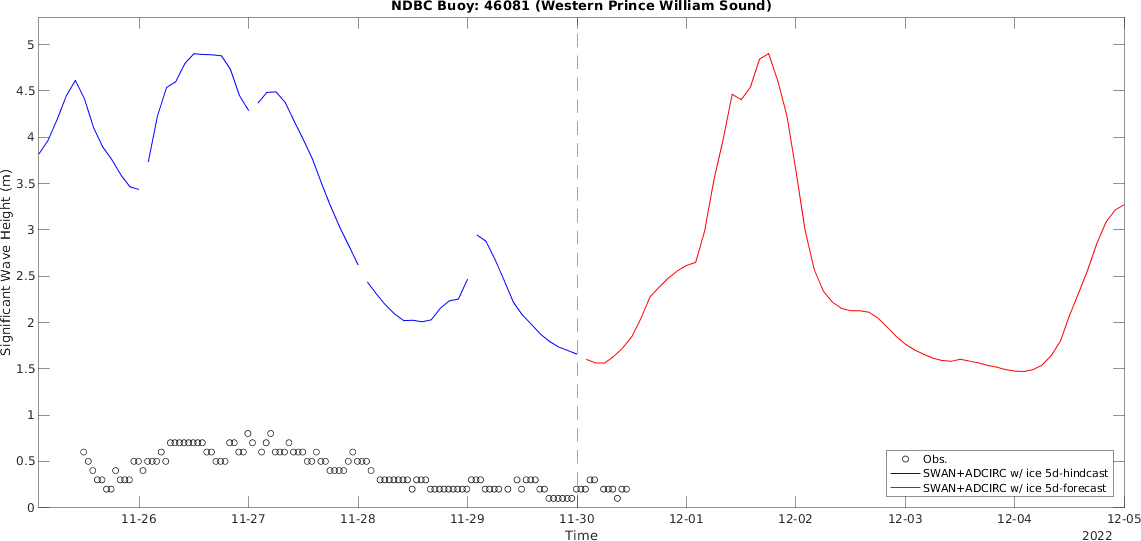 NDBC Buoy: 46081 (Western Prince William Sound)
5
4.5
4
3.5
3
2.5
2
1.5
1
0.5
0
Significant Wave Height (m)
Obs.
SWAN+ADCIRC w/ ice 5d-hindcast
SWAN+ADCIRC w/ ice 5d-forecast
11-26 11-27 11-28 11-29 11-30 12-01 12-02 12-03 12-04 12-05
Time
2022